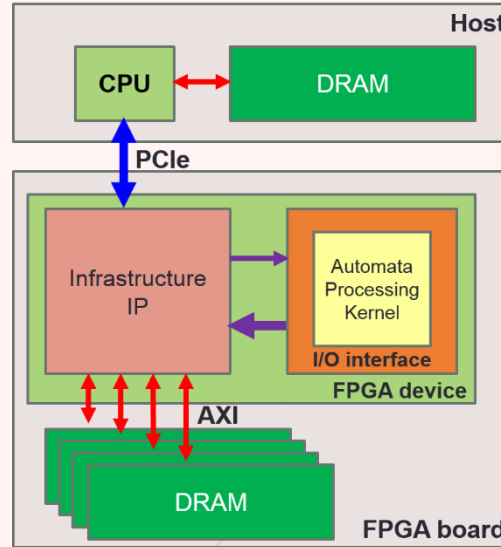 Host
CPU
DRAM
PCIe
Infrastructure
IP
Automata
Processing
Kernel
I/O interface
FPGA device
AXI
DRAM
FPGA board